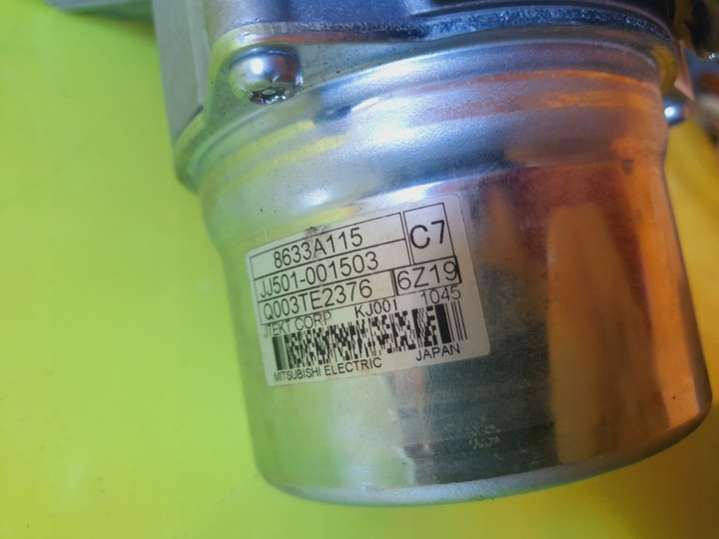 8633A115
C7
JJ501-001503
Q003TE2376
6Z19
JTEKT CORP KJ001 1045
MITSUBISHI ELECTRIC JAPAN